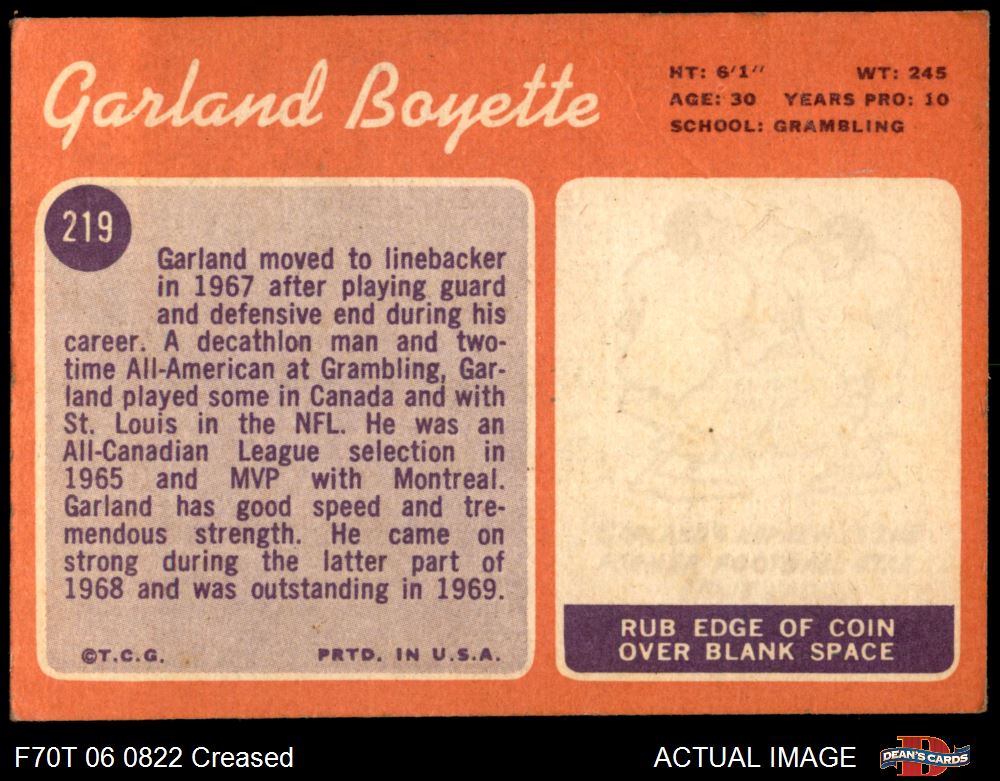 Garland Boyette
HT: 6'1" WT: 245
AGE: 30 YEARS PRO: 10
SCHOOL: GRAMBLING
219
Garland moved to linebacker
in 1967 after playing guard
and defensive end during his
career. A decathlon man and two-
time All-American at Grambling, Gar-
land played some in Canada and with
St. Louis in the NFL. He was an
All-Canadian League selection in
1965 and MVP with Montreal.
Garland has good speed and tre-
mendous strength. He came on
strong during the latter part of
1968 and was outstanding in 1969.
©T.C.G. PRTD. IN U.S.A.
RUB EDGE OF COIN
OVER BLANK SPACE
F70T 06 0822 Creased
ACTUAL IMAGE
DEAN'S CARDS